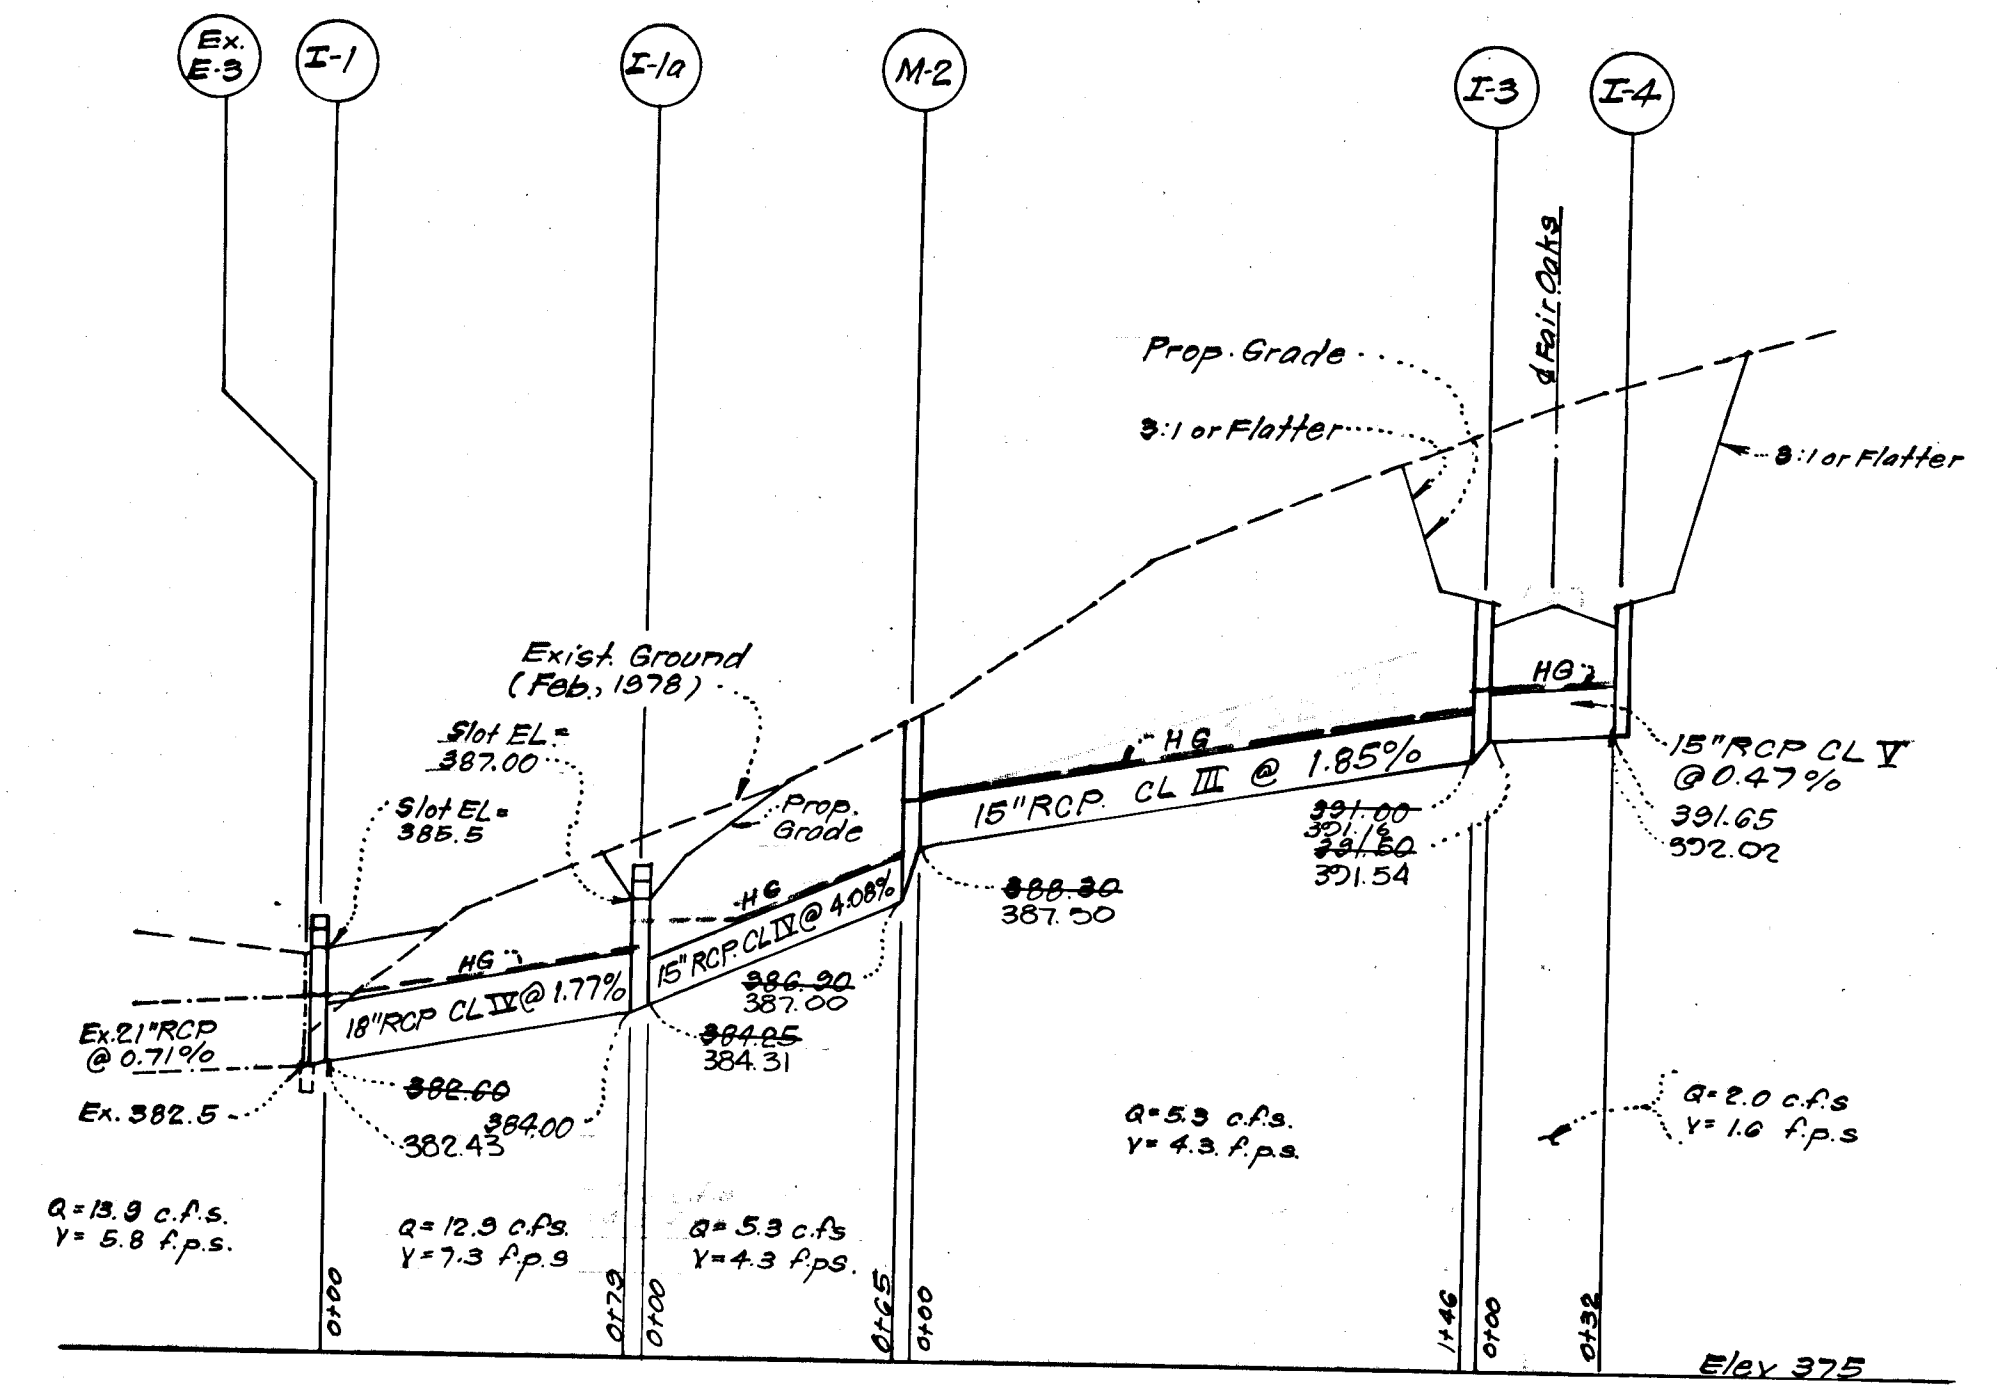 Ex.
E-3
I-1
I-1a
M-2
I-3
I-4
℄ Fair Oaks
Prop. Grade
3:1 or Flatter
3:1 or Flatter
Exist. Ground
(Feb., 1978)
Slot EL =
387.00
Slot EL =
385.5
Prop.
Grade
HG
HG
HG
HG
15" RCP CL V
@ 0.47%
391.65
392.02
15" RCP. CL III @ 1.85%
391.00
391.16
391.50
391.54
388.30
387.50
15" RCP. CL IV @ 4.08%
386.90
387.00
384.25
384.31
18" RCP CL IV @ 1.77%
Ex. 21" RCP
@ 0.71%
Ex. 382.5
382.60
384.00
382.43
Q = 13.9 c.f.s.
V = 5.8 f.p.s.
Q = 12.9 c.f.s.
V = 7.3 f.p.s
Q = 5.3 c.f.s
V = 4.3 f.p.s.
Q = 5.3 c.f.s.
V = 4.3. f.p.s.
Q = 2.0 c.f.s
V = 1.6 f.p.s
0+00
0+79
0+00
0+65
0+00
1+46
0+00
0+32
Elev 375